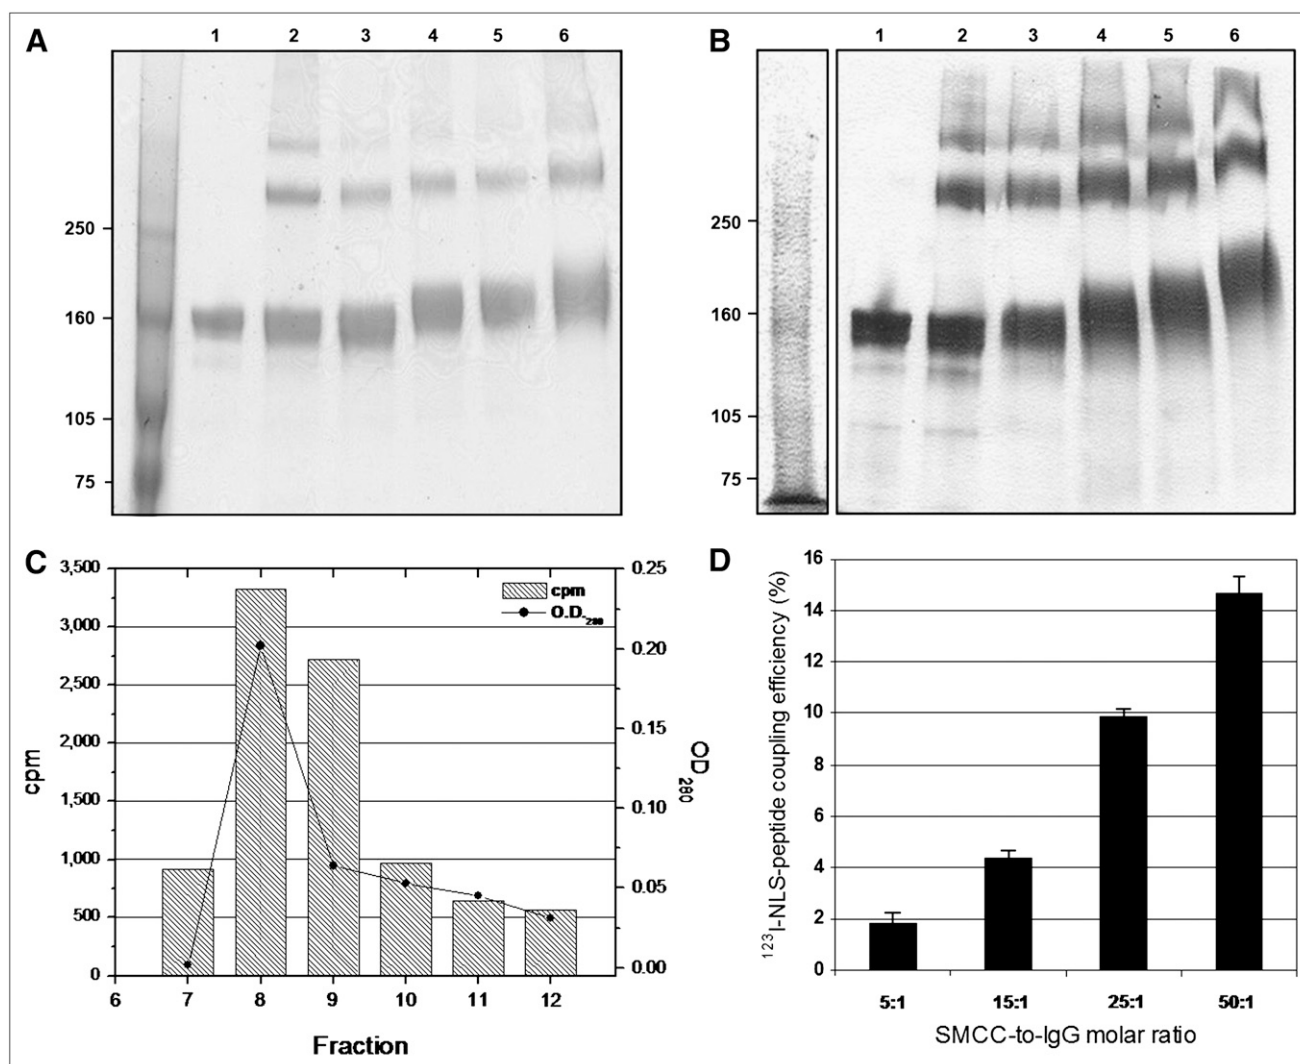 A
1 2 3 4 5 6
250
160
105
75
B
1 2 3 4 5 6
250
160
105
75
C
3,500
3,000
2,500
2,000
1,500
1,000
500
0
cpm
cpm
O.D.280
0.25
0.20
0.15
0.10
0.05
0.00
OD280
6 7 8 9 10 11 12
Fraction
D
16
14
12
10
8
6
4
2
0
123I-NLS-peptide coupling efficiency (%)
5:1 15:1 25:1 50:1
SMCC-to-IgG molar ratio